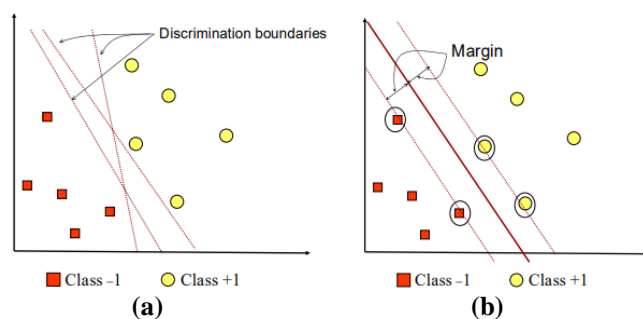 Discrimination boundaries
Class –1
Class +1
(a)
Margin
Class –1
Class +1
(b)